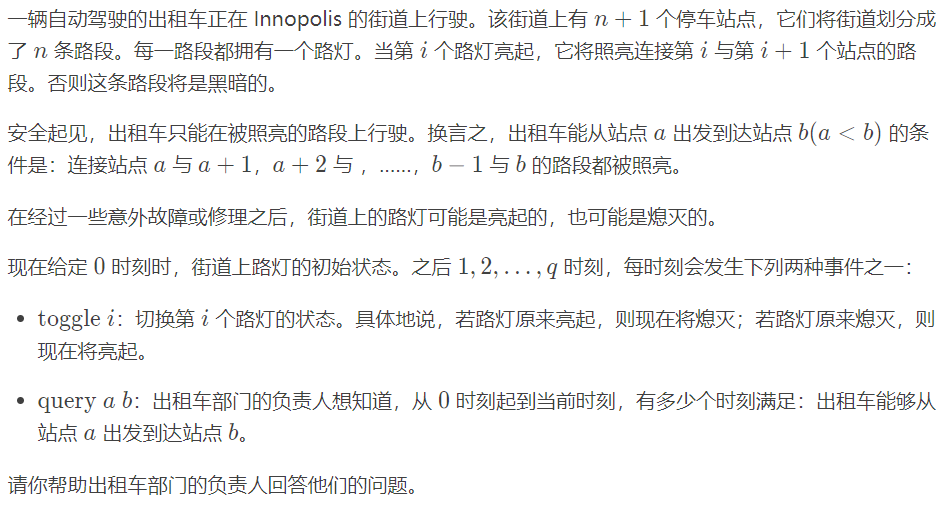 一辆自动驾驶的出租车正在 Innopolis 的街道上行驶。该街道上有 n + 1 个停车站点，它们将街道划分成
了 n 条路段。每一路段都拥有一个路灯。当第 i 个路灯亮起，它将照亮连接第 i 与第 i + 1 个站点的路
段。否则这条路段将是黑暗的。
安全起见，出租车只能在被照亮的路段上行驶。换言之，出租车能从站点 a 出发到达站点 b(a < b) 的条
件是：连接站点 a 与 a + 1，a + 2 与 ，……，b − 1 与 b 的路段都被照亮。
在经过一些意外故障或修理之后，街道上的路灯可能是亮起的，也可能是熄灭的。
现在给定 0 时刻时，街道上路灯的初始状态。之后 1, 2, …, q 时刻，每时刻会发生下列两种事件之一：
• toggle i：切换第 i 个路灯的状态。具体地说，若路灯原来亮起，则现在将熄灭；若路灯原来熄灭，则
现在将亮起。
• query a b：出租车部门的负责人想知道，从 0 时刻起到当前时刻，有多少个时刻满足：出租车能够从
站点 a 出发到达站点 b。
请你帮助出租车部门的负责人回答他们的问题。